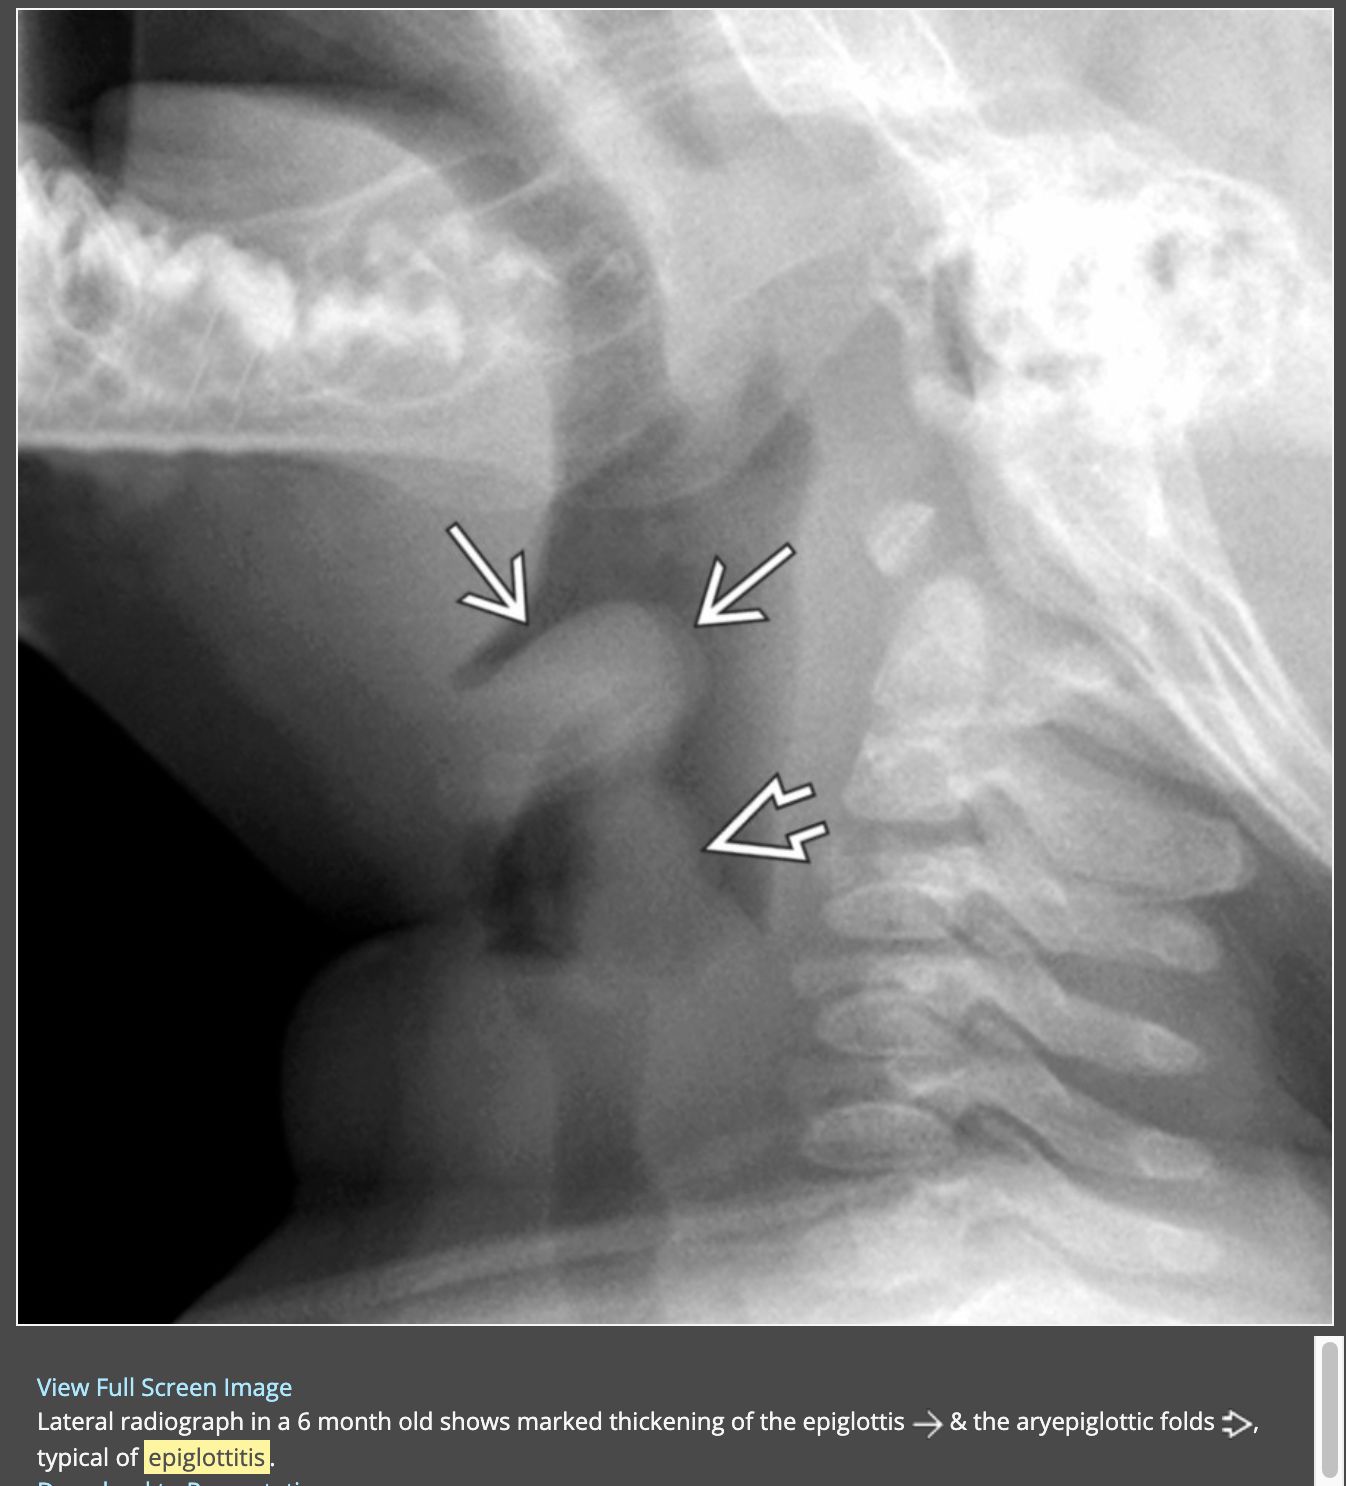 View Full Screen Image
Lateral radiograph in a 6 month old shows marked thickening of the epiglottis → & the aryepiglottic folds ⇨,
typical of epiglottitis.